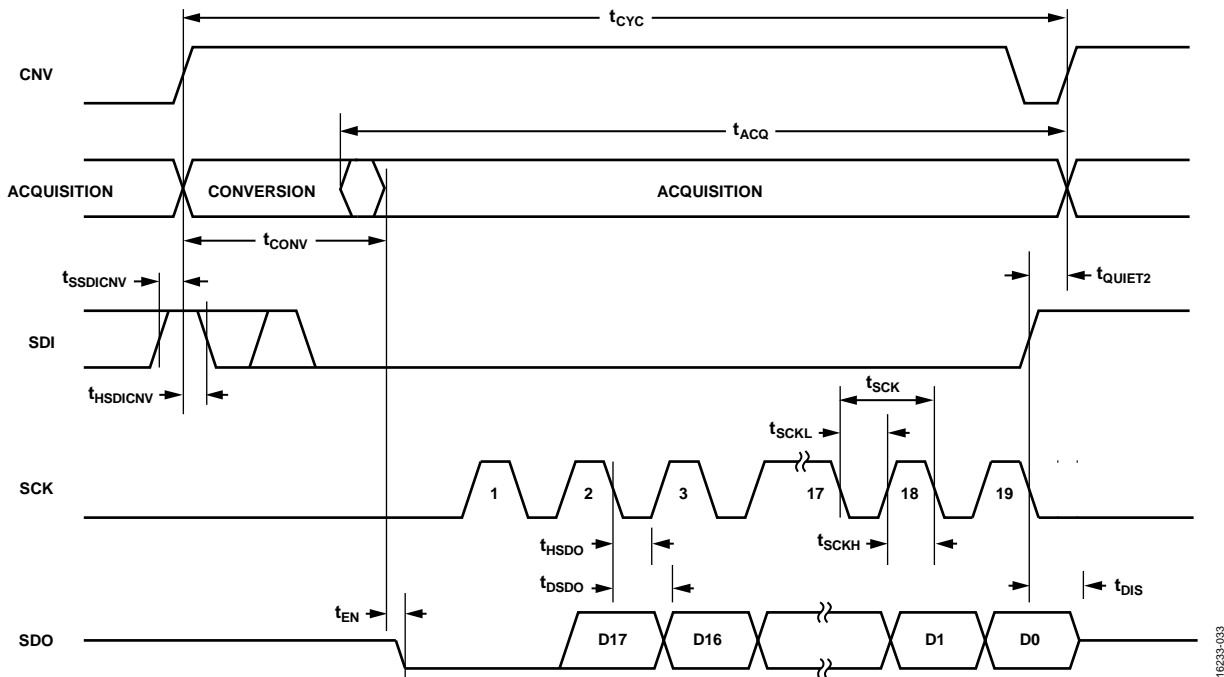 tCYC
CNV
tACQ
ACQUISITION
CONVERSION
ACQUISITION
tCONV
tSSDICNV
tQUIET2
SDI
tHSDICNV
tSCK
tSCKL
SCK
1
2
3
17
18
19
tHSDO
tSCKH
tDSDO
tDIS
tEN
SDO
D17
D16
D1
D0
16233-033